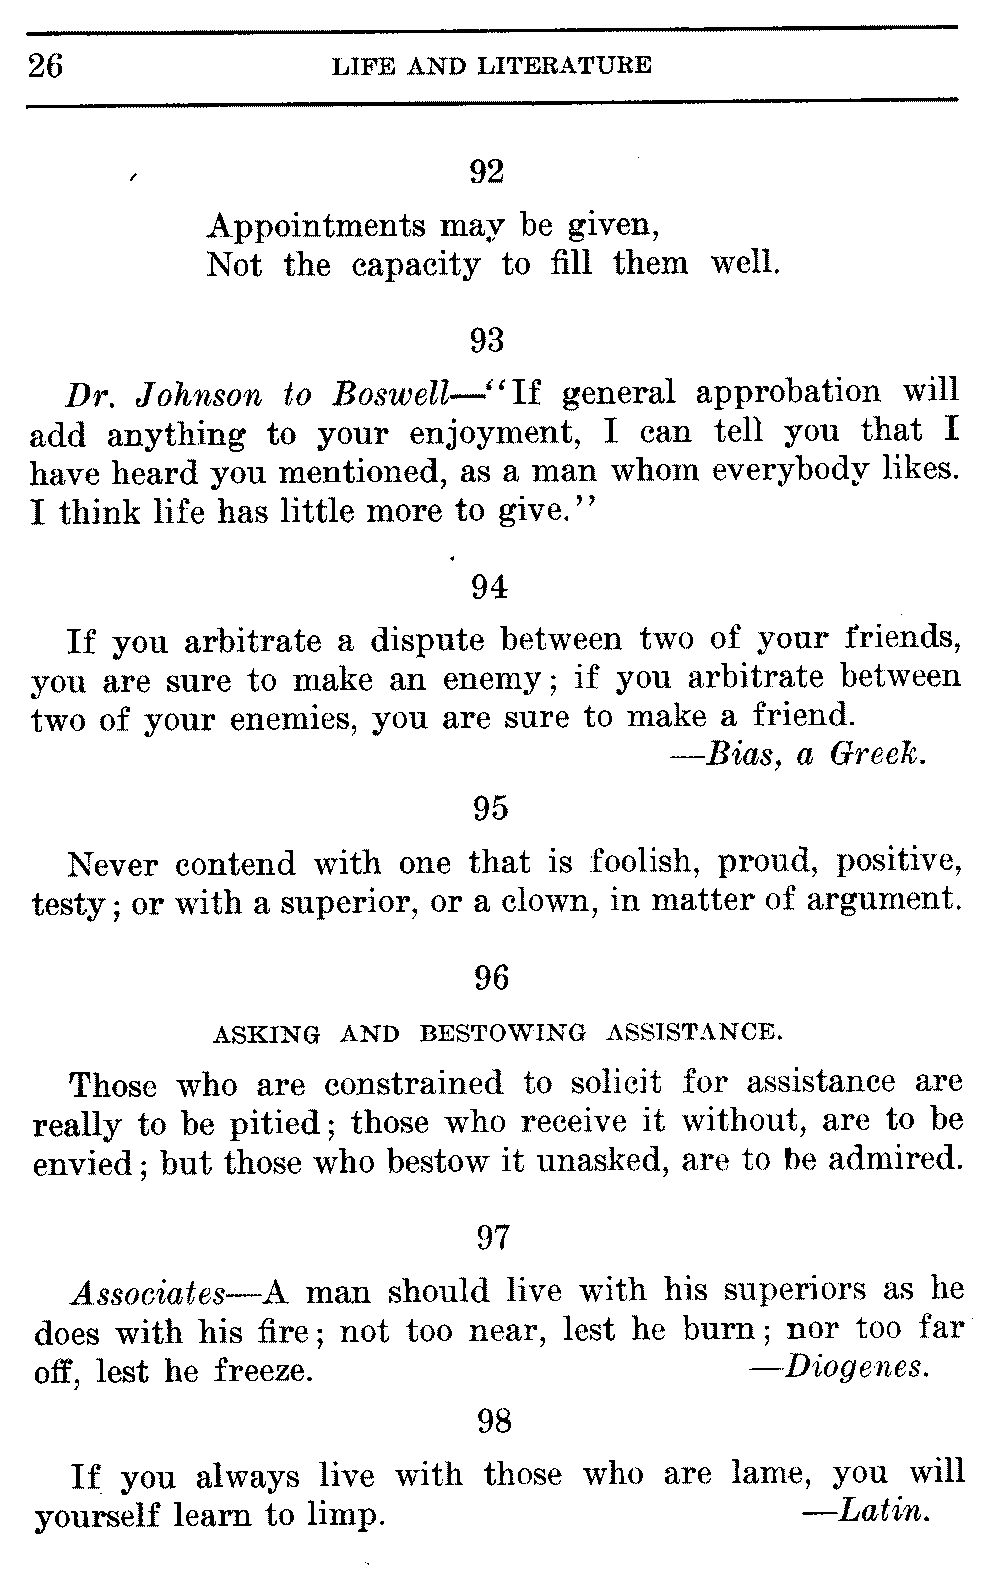 26 LIFE AND LITERATURE
92
Appointments may be given,
Not the capacity to fill them well.
93
Dr. Johnson to Boswell—“If general approbation will
add anything to your enjoyment, I can tell you that I
have heard you mentioned, as a man whom everybody likes.
I think life has little more to give.”
94
If you arbitrate a dispute between two of your friends,
you are sure to make an enemy; if you arbitrate between
two of your enemies, you are sure to make a friend.
—Bias, a Greek.
95
Never contend with one that is foolish, proud, positive,
testy; or with a superior, or a clown, in matter of argument.
96
ASKING AND BESTOWING ASSISTANCE.
Those who are constrained to solicit for assistance are
really to be pitied; those who receive it without, are to be
envied; but those who bestow it unasked, are to be admired.
97
Associates—A man should live with his superiors as he
does with his fire; not too near, lest he burn; nor too far
off, lest he freeze. —Diogenes.
98
If you always live with those who are lame, you will
yourself learn to limp. —Latin.